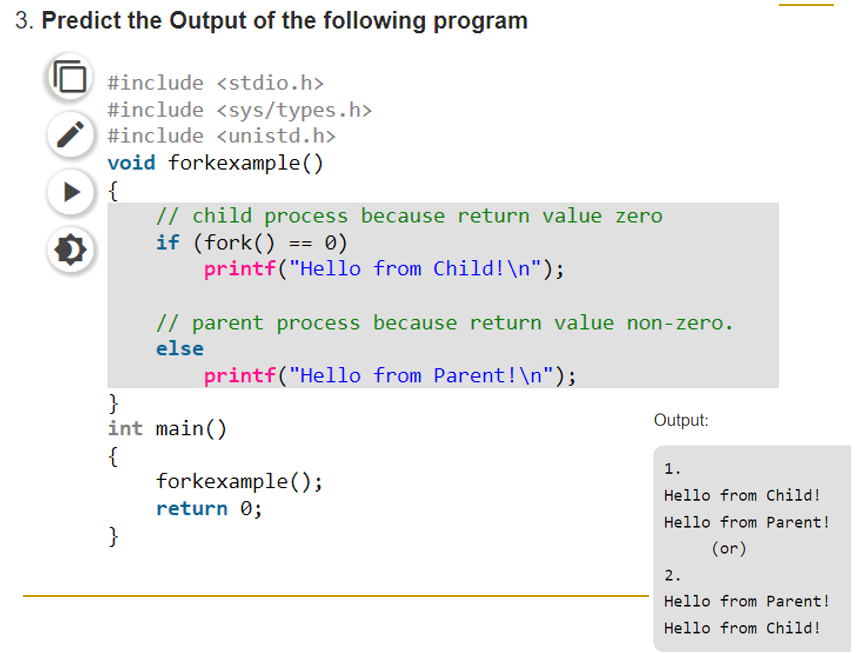 3. Predict the Output of the following program
#include <stdio.h>
#include <sys/types.h>
#include <unistd.h>
void forkexample()
{
    // child process because return value zero
    if (fork() == 0)
        printf("Hello from Child!\n");

    // parent process because return value non-zero.
    else
        printf("Hello from Parent!\n");
}
int main()
{
    forkexample();
    return 0;
}
Output:
1.
Hello from Child!
Hello from Parent!
     (or)
2.
Hello from Parent!
Hello from Child!